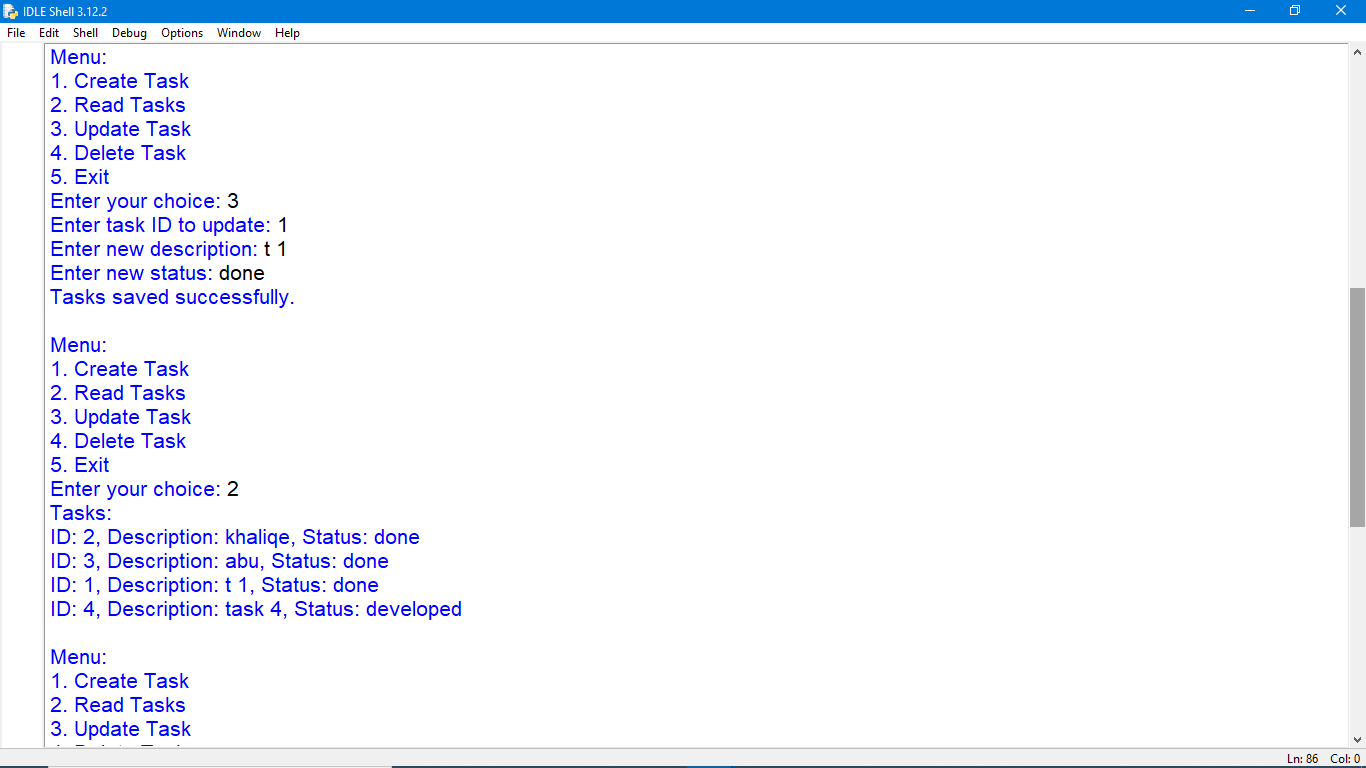 IDLE Shell 3.12.2
File Edit Shell Debug Options Window Help
Menu:
1. Create Task
2. Read Tasks
3. Update Task
4. Delete Task
5. Exit
Enter your choice: 3
Enter task ID to update: 1
Enter new description: t 1
Enter new status: done
Tasks saved successfully.
Menu:
1. Create Task
2. Read Tasks
3. Update Task
4. Delete Task
5. Exit
Enter your choice: 2
Tasks:
ID: 2, Description: khaliqe, Status: done
ID: 3, Description: abu, Status: done
ID: 1, Description: t 1, Status: done
ID: 4, Description: task 4, Status: developed
Menu:
1. Create Task
2. Read Tasks
3. Update Task
Ln: 86 Col: 0